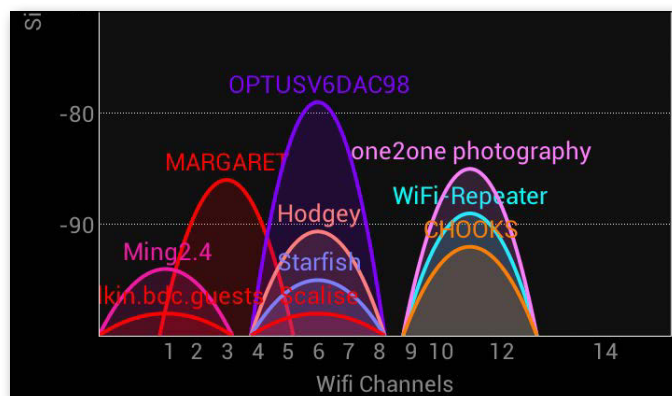 Si
-80
-90
OPTUSV6DAC98
MARGARET
one2one photography
WiFi-Repeater
Hodgey
CHOOKS
Ming2.4
Starfish
lkin.boc.guests
Scalise
1 2 3 4 5 6 7 8 9 10 12 14
Wifi Channels